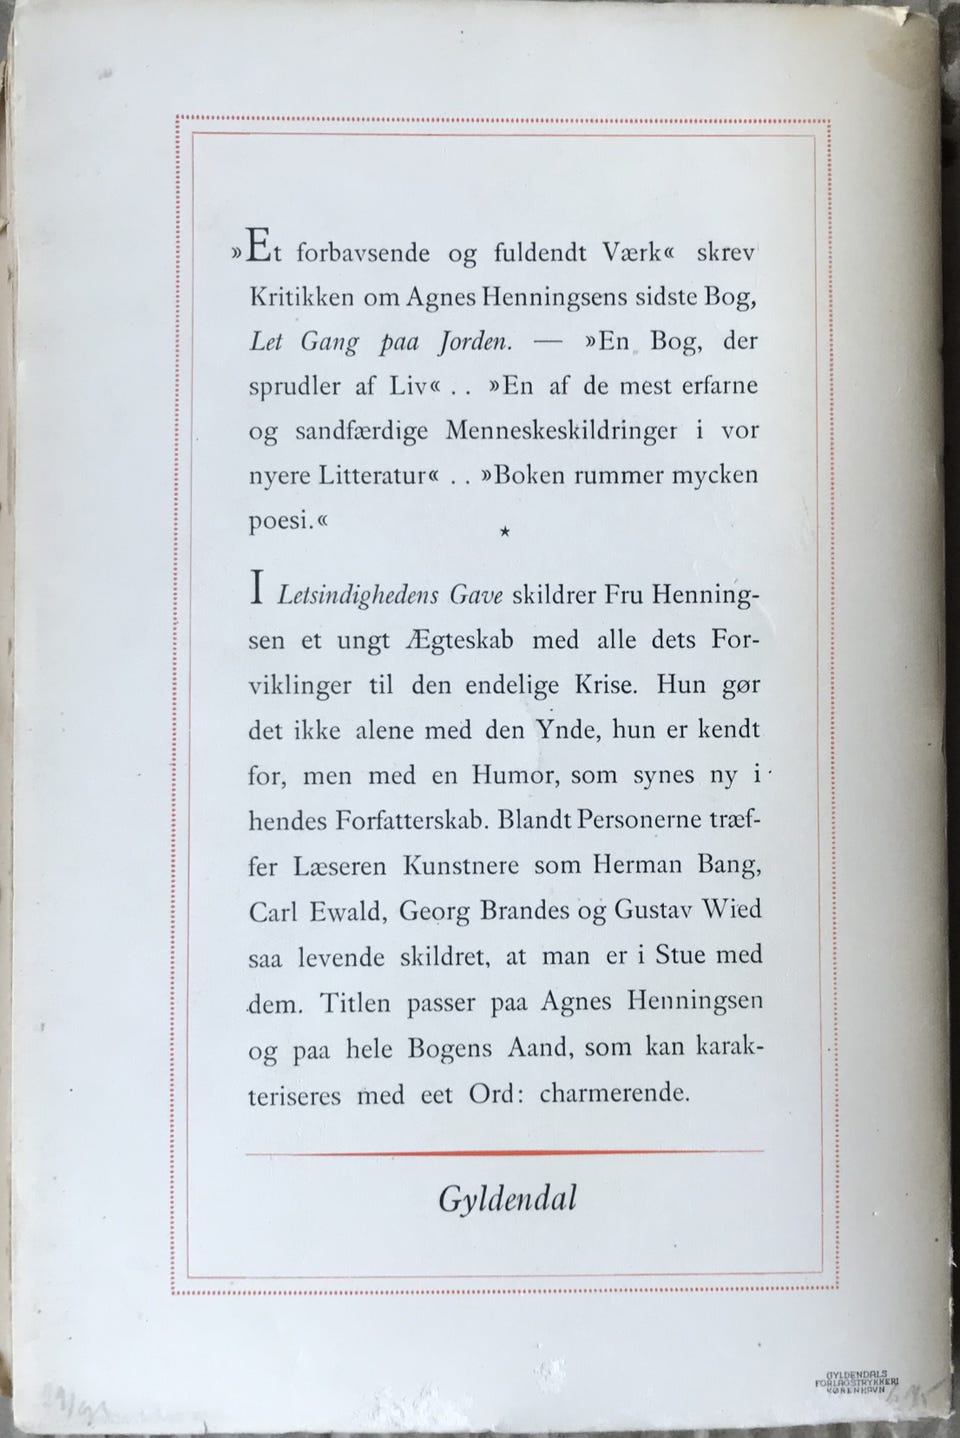 »Et forbavsende og fuldendt Værk« skrev
Kritikken om Agnes Henningsens sidste Bog,
Let Gang paa Jorden. — »En Bog, der
sprudler af Liv« . . »En af de mest erfarne
og sandfærdige Menneskeskildringer i vor
nyere Litteratur« . . »Boken rummer mycken
poesi.«
★
I Letsindighedens Gave skildrer Fru Henning-
sen et ungt Ægteskab med alle dets For-
viklinger til den endelige Krise. Hun gør
det ikke alene med den Ynde, hun er kendt
for, men med en Humor, som synes ny i
hendes Forfatterskab. Blandt Personerne træf-
fer Læseren Kunstnere som Herman Bang,
Carl Ewald, Georg Brandes og Gustav Wied
saa levende skildret, at man er i Stue med
dem. Titlen passer paa Agnes Henningsen
og paa hele Bogens Aand, som kan karak-
teriseres med eet Ord: charmerende.
Gyldendal
GYLDENDALS
FORLAGSTRYKKERI
KØBENHAVN